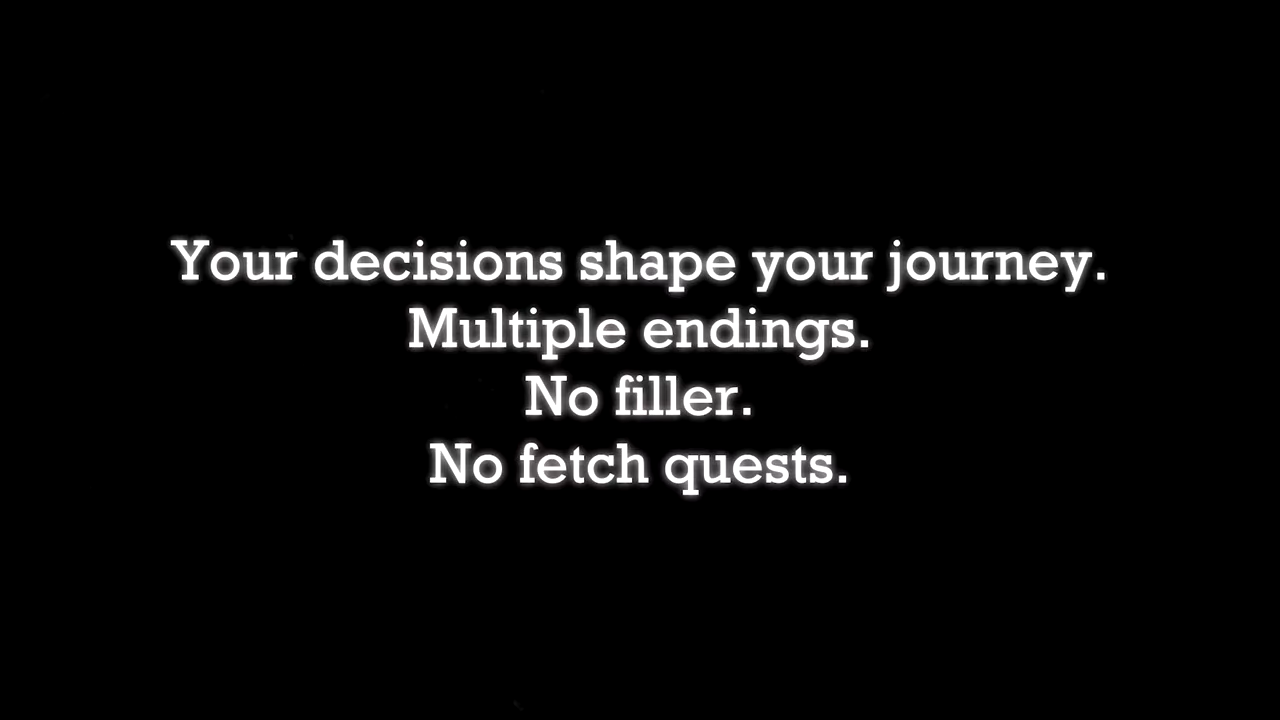 Your decisions shape your journey.
Multiple endings.
No filler.
No fetch quests.